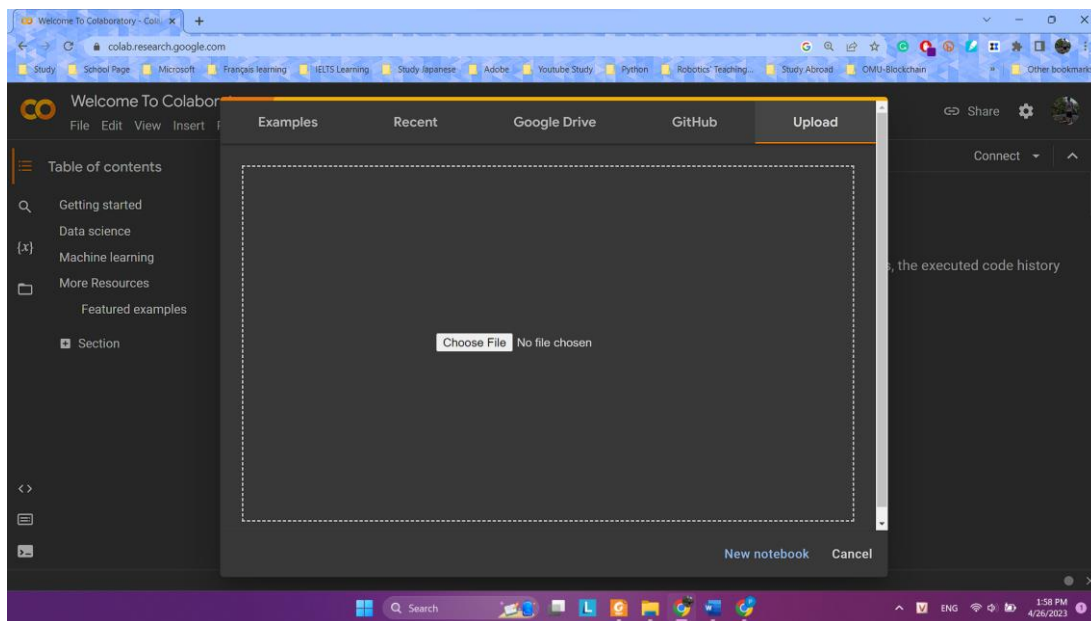 Welcome To Colaboratory - Cola
colab.research.google.com
Study School Page Microsoft Français learning IELTS Learning Study Japanese Adobe Youtube Study Python Robotics' Teaching... Study Abroad OMU-Blockchain » Other bookmarks
Welcome To Colabor
File Edit View Insert
Share
Examples Recent Google Drive GitHub Upload
Connect
Table of contents
Getting started
Data science
{x}
Machine learning
, the executed code history
More Resources
Featured examples
Section
Choose File No file chosen
New notebook Cancel
Search
ENG
1:58 PM
4/26/2023